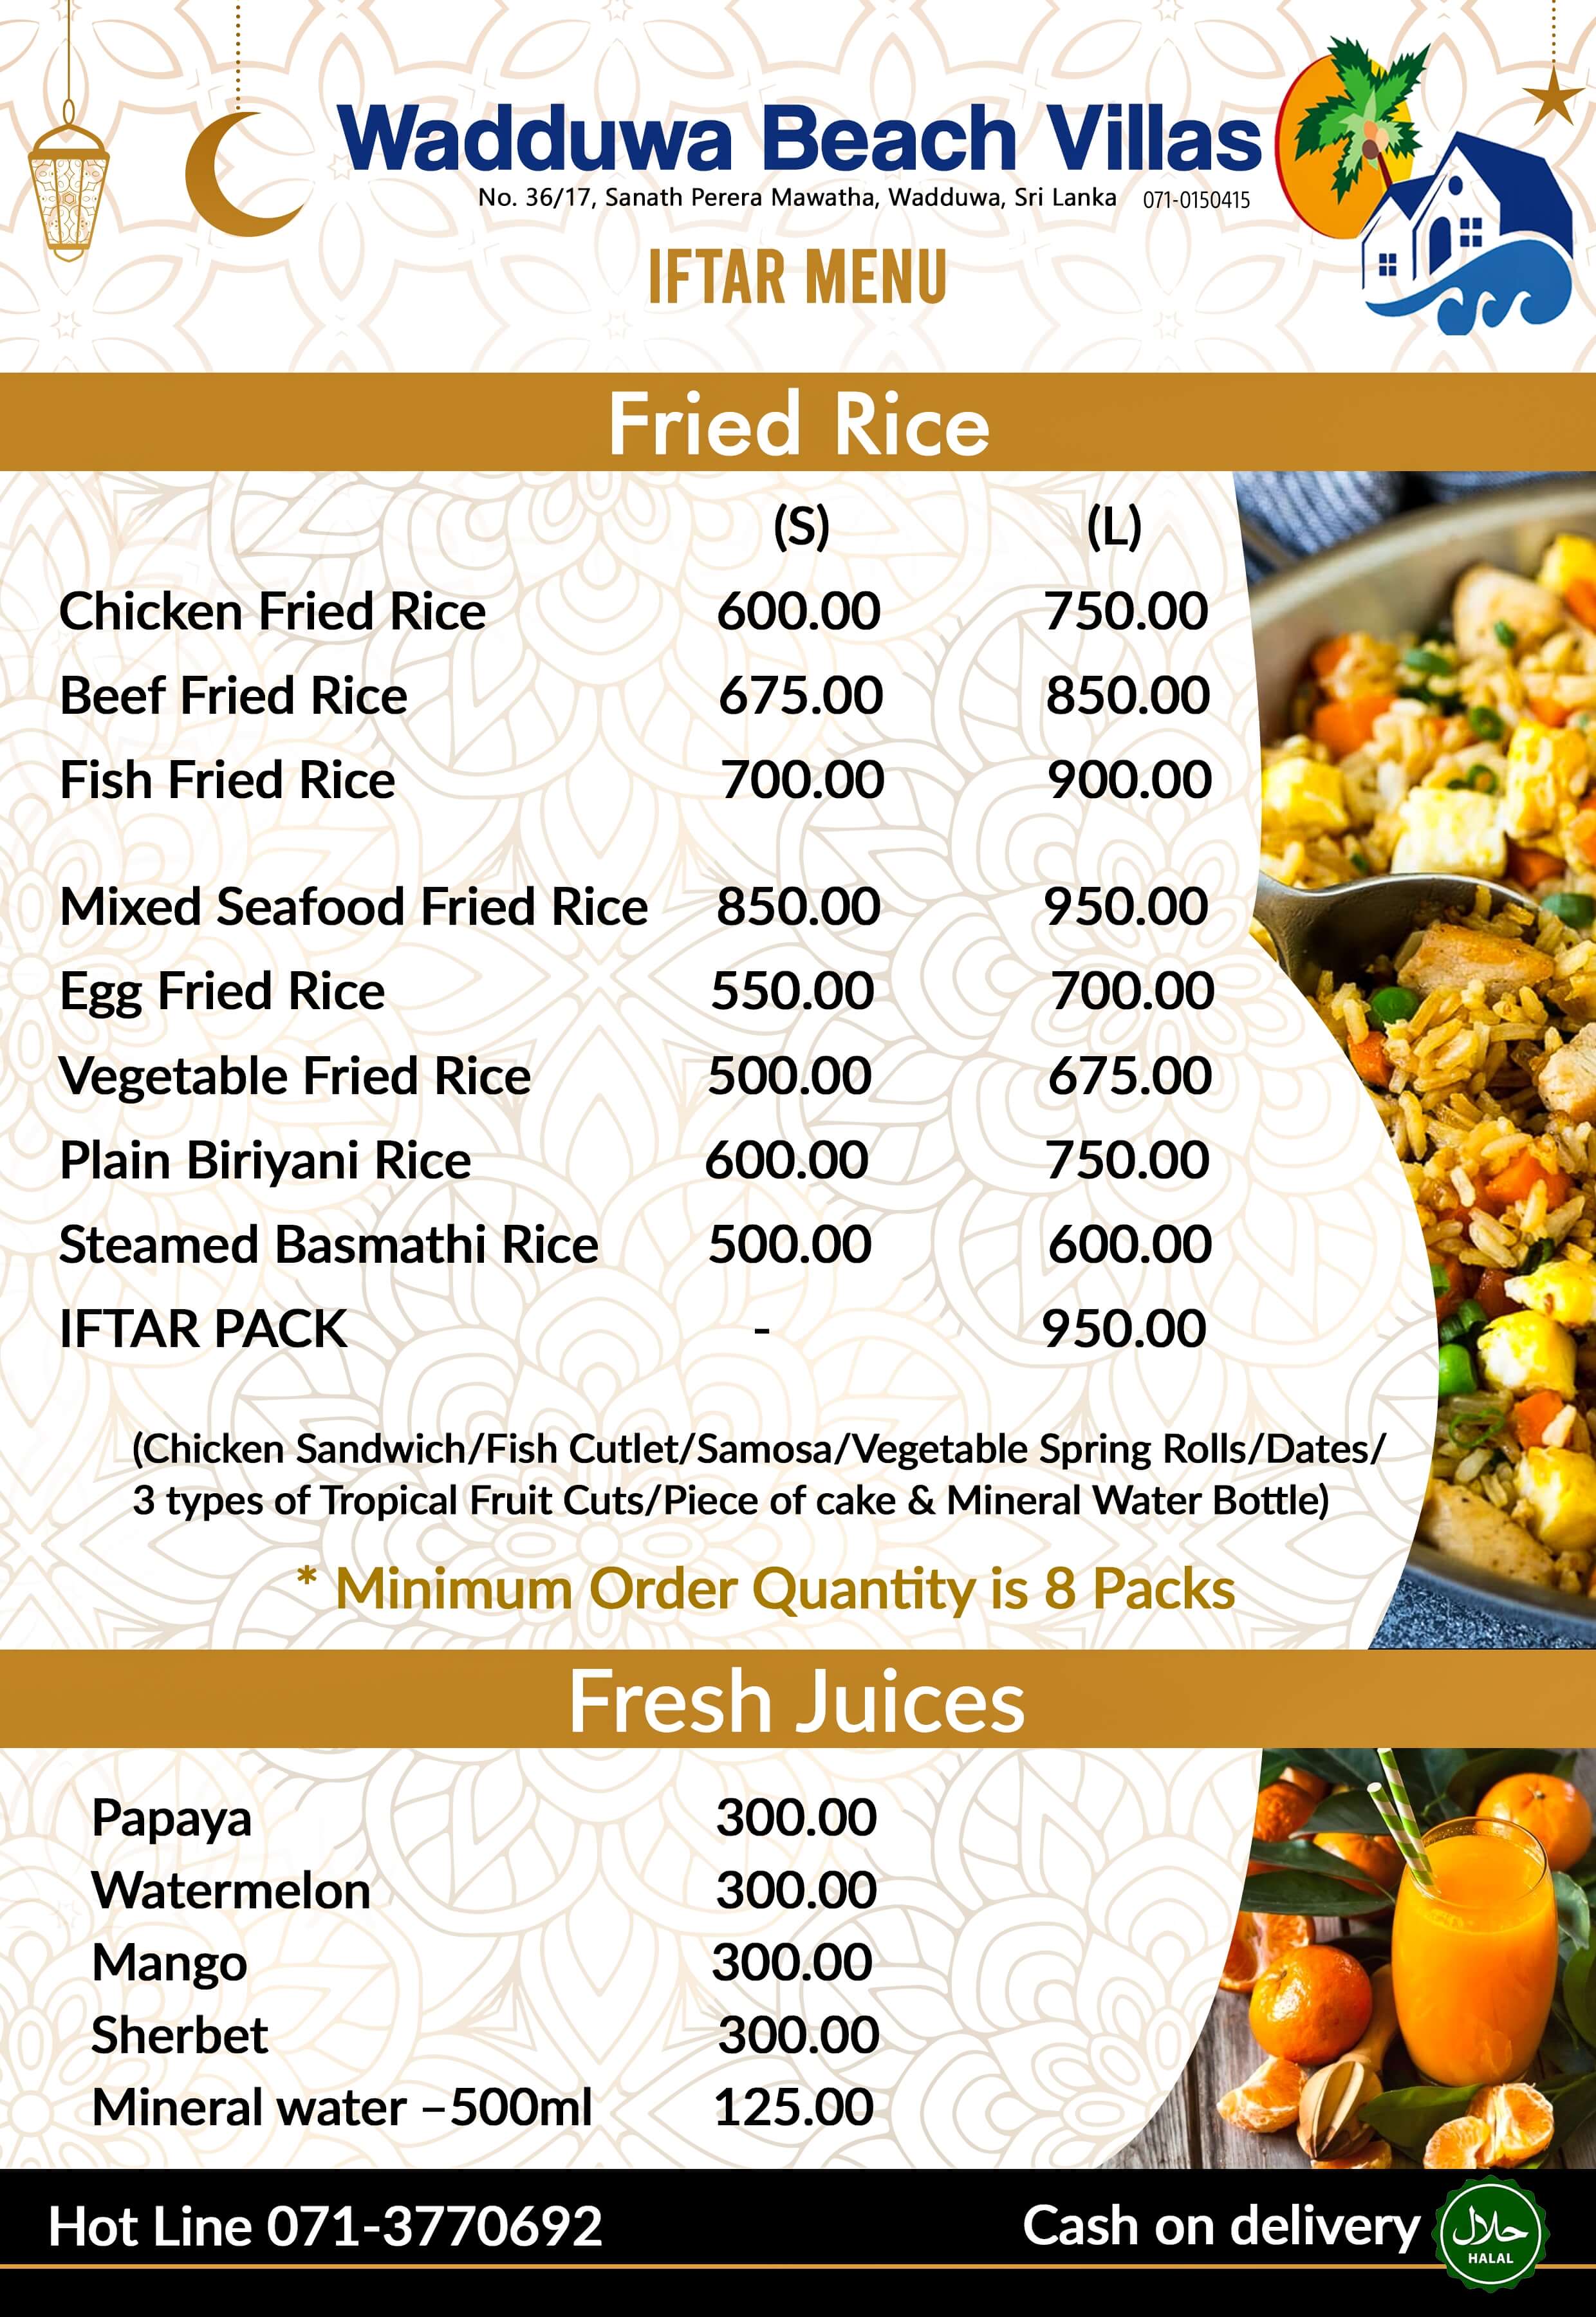 Wadduwa Beach Villas
No. 36/17, Sanath Perera Mawatha, Wadduwa, Sri Lanka 071-0150415
IFTAR MENU
Fried Rice
(S) (L)
Chicken Fried Rice 600.00 750.00
Beef Fried Rice 675.00 850.00
Fish Fried Rice 700.00 900.00
Mixed Seafood Fried Rice 850.00 950.00
Egg Fried Rice 550.00 700.00
Vegetable Fried Rice 500.00 675.00
Plain Biriyani Rice 600.00 750.00
Steamed Basmathi Rice 500.00 600.00
IFTAR PACK - 950.00
(Chicken Sandwich/Fish Cutlet/Samosa/Vegetable Spring Rolls/Dates/
3 types of Tropical Fruit Cuts/Piece of cake & Mineral Water Bottle)
* Minimum Order Quantity is 8 Packs
Fresh Juices
Papaya 300.00
Watermelon 300.00
Mango 300.00
Sherbet 300.00
Mineral water –500ml 125.00
Hot Line 071-3770692 Cash on delivery
حلال
HALAL